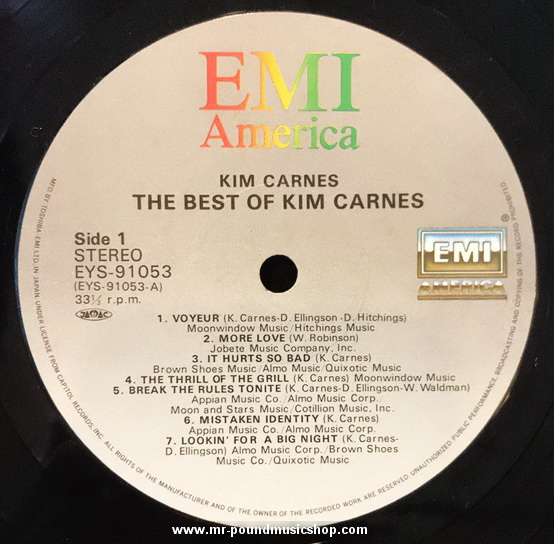 EMI
America
KIM CARNES
THE BEST OF KIM CARNES
Side 1
STEREO
EYS-91053
(EYS-91053-A)
33⅓ r.p.m.
EMI
AMERICA
®
1. VOYEUR (K. Carnes-D. Ellingson -D. Hitchings)
Moonwindow Music/Hitchings Music
2. MORE LOVE (W. Robinson)
Jobete Music Company, Inc.
3. IT HURTS SO BAD (K. Carnes)
Brown Shoes Music/Almo Music/Quixotic Music
4. THE THRILL OF THE GRILL (K. Carnes) Moonwindow Music
5. BREAK THE RULES TONITE (K. Carnes-D. Ellingson-W. Waldman)
Appian Music Co./Almo Music Corp./
Moon and Stars Music/Cotillion Music, Inc.
6. MISTAKEN IDENTITY (K. Carnes)
Appian Music Co./Almo Music Corp.
7. LOOKIN' FOR A BIG NIGHT (K. Carnes-
D. Ellingson) Almo Music Corp./Brown Shoes
Music Co./Quixotic Music
MFD. BY TOSHIBA-EMI LTD. IN JAPAN UNDER LICENSE FROM CAPITOL RECORDS, INC. ALL RIGHTS OF THE MANUFACTURER AND OF THE OWNER OF THE RECORDED WORK ARE RESERVED. UNAUTHORIZED PUBLIC PERFORMANCE, BROADCASTING AND COPYING OF THIS RECORD PROHIBITED.
www.mr-poundmusicshop.com